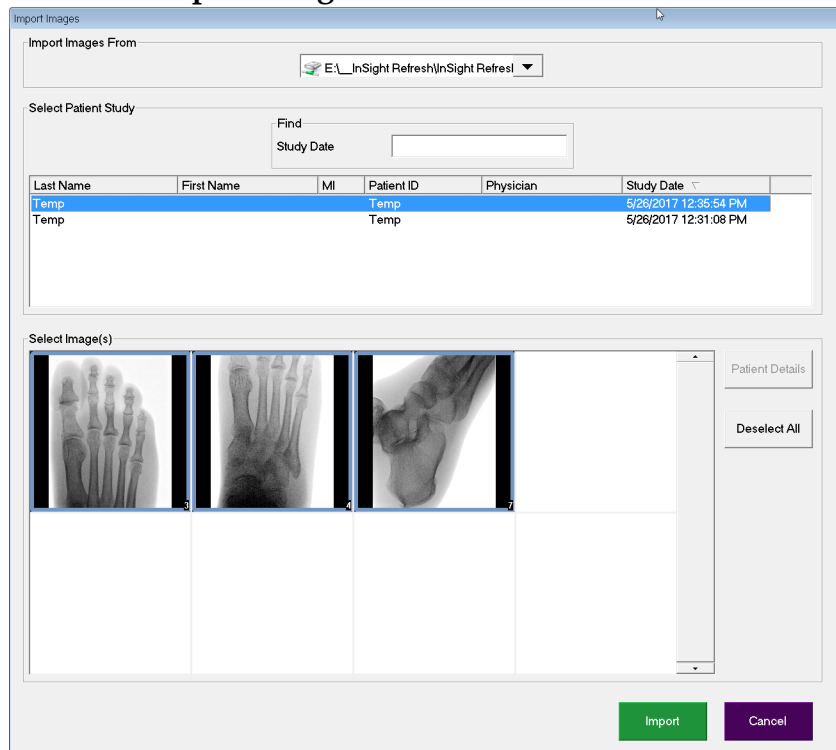 Import Images
Import Images From
E:\__InSight Refresh\InSight Refresl
Select Patient Study
Find
Study Date
Last Name First Name MI Patient ID Physician Study Date
Temp Temp 5/26/2017 12:35:54 PM
Temp Temp 5/26/2017 12:31:08 PM
Select Image(s)
Patient Details
Deselect All
3 4 7
Import Cancel